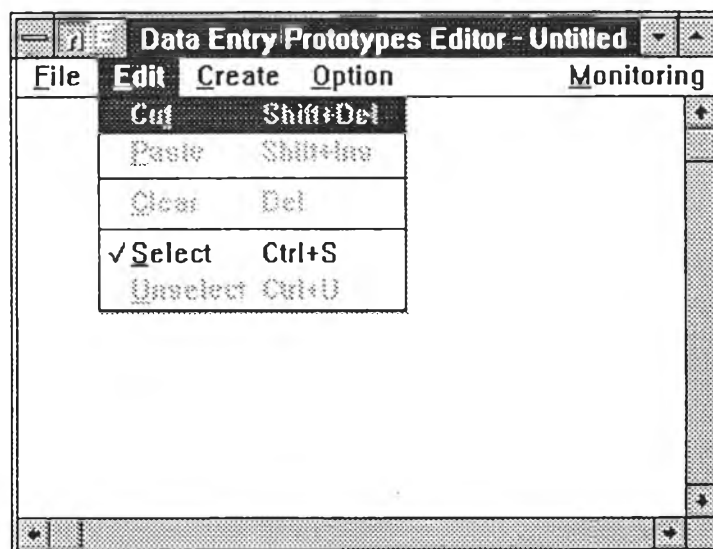 Data Entry Prototypes Editor - Untitled
File Edit Create Option Monitoring
Cut Shift+Del
Paste Shift+Ins
Clear Del
✓ Select Ctrl+S
Unselect Ctrl+U